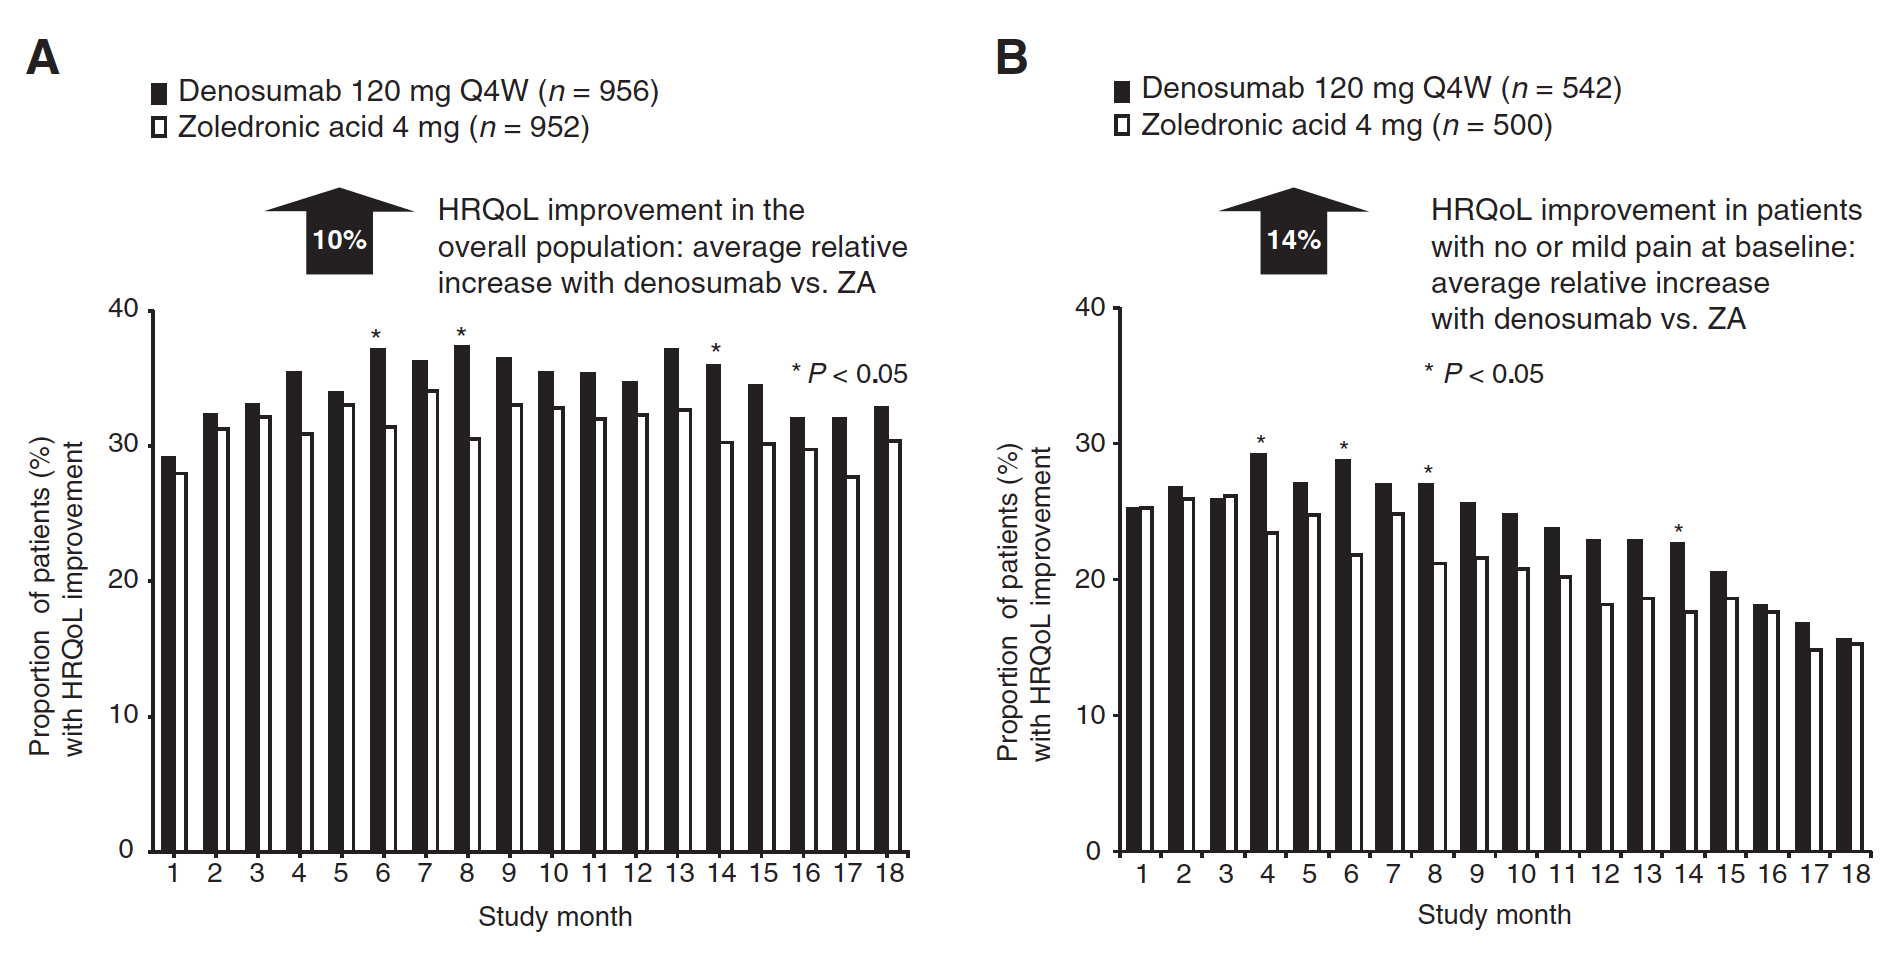 A
Denosumab 120 mg Q4W (n = 956)
Zoledronic acid 4 mg (n = 952)
10%
HRQoL improvement in the
overall population: average relative
increase with denosumab vs. ZA
* P < 0.05
* * *
40
30
20
10
0
Proportion of patients (%)
with HRQoL improvement
1 2 3 4 5 6 7 8 9 10 11 12 13 14 15 16 17 18
Study month
B
Denosumab 120 mg Q4W (n = 542)
Zoledronic acid 4 mg (n = 500)
14%
HRQoL improvement in patients
with no or mild pain at baseline:
average relative increase
with denosumab vs. ZA
* P < 0.05
* * * *
40
30
20
10
0
Proportion of patients (%)
with HRQoL improvement
1 2 3 4 5 6 7 8 9 10 11 12 13 14 15 16 17 18
Study month